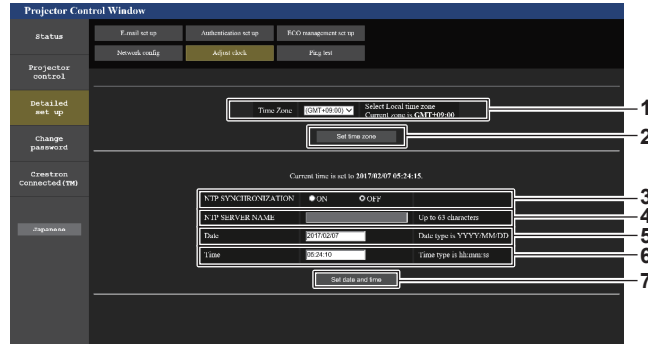 Projector Control Window
Status
E-mail set up
Authentication set up
ECO management set up
Network config
Adjust clock
Ping test
Projector control
Detailed set up
Change password
Crestron Connected(TM)
Japanese
Time Zone (GMT+09:00) Select Local time zone
Current zone is GMT+09:00
1
Set time zone
2
Current time is set to 2017/02/07 05:24:15.
NTP SYNCHRONIZATION ON OFF
3
NTP SERVER NAME Up to 63 characters
4
Date 2017/02/07 Date type is YYYY/MM/DD
5
Time 05:24:10 Time type is hh:mm:ss
6
Set date and time
7